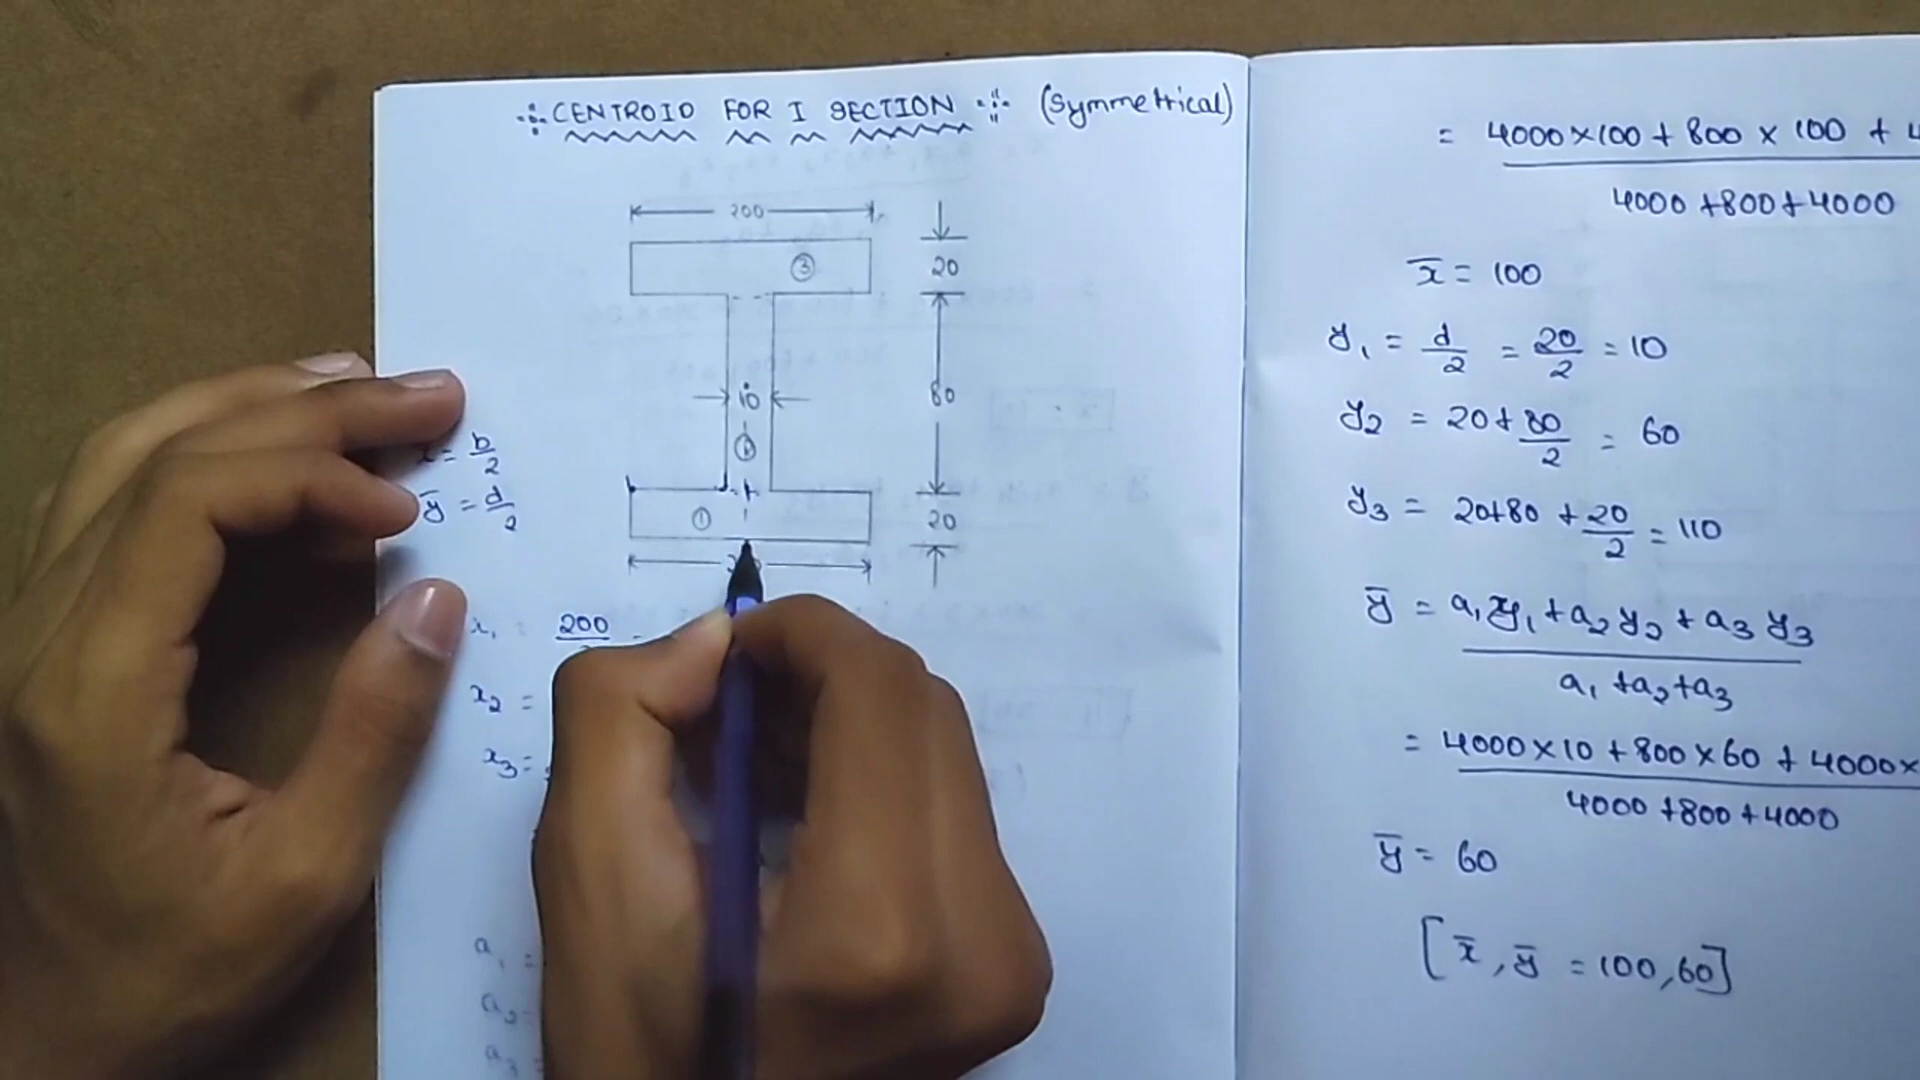 CENTROID FOR I SECTION (Symmetrical)
200
③
20
10
80
x̄ = b/2
ȳ = d/2
①
20
x₁ = 200
x₂ =
x₃ =
a₁ =
a₂ =
a₃ =
= 4000×100 + 800 × 100 +
4000 +800+4000
x̄ = 100
y₁ = d/2 = 20/2 = 10
y₂ = 20+ 80/2 = 60
y₃ = 20+80 + 20/2 = 110
ȳ = a₁y₁ + a₂y₂ + a₃y₃
a₁ +a₂+a₃
= 4000×10 + 800×60 + 4000×
4000 +800+4000
ȳ = 60
[x̄, ȳ = 100,60]